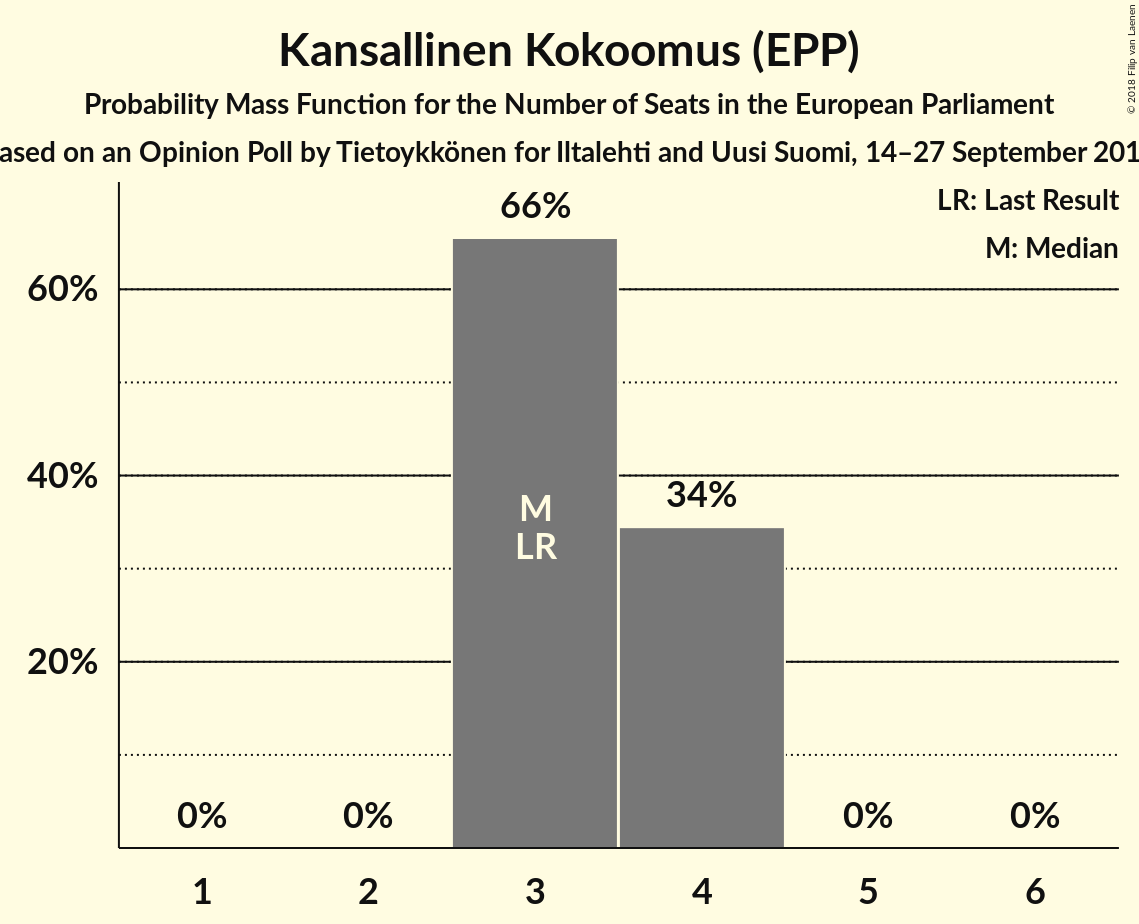 Kansallinen Kokoomus (EPP)
Probability Mass Function for the Number of Seats in the European Parliament
ased on an Opinion Poll by Tietoykkönen for Iltalehti and Uusi Suomi, 14–27 September 201
© 2018 Filip van Laenen
LR: Last Result
M: Median
66%
60%
40%
34%
M
LR
20%
0%
0%
0%
0%
1
2
3
4
5
6